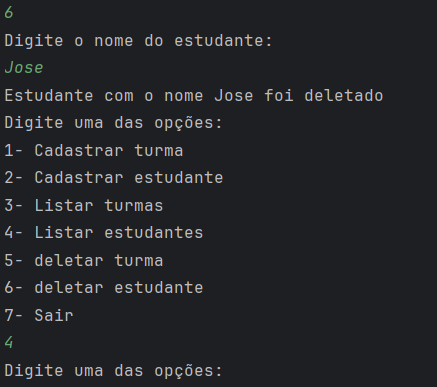 6
Digite o nome do estudante:
Jose
Estudante com o nome Jose foi deletado
Digite uma das opções:
1- Cadastrar turma
2- Cadastrar estudante
3- Listar turmas
4- Listar estudantes
5- deletar turma
6- deletar estudante
7- Sair
4
Digite uma das opções: